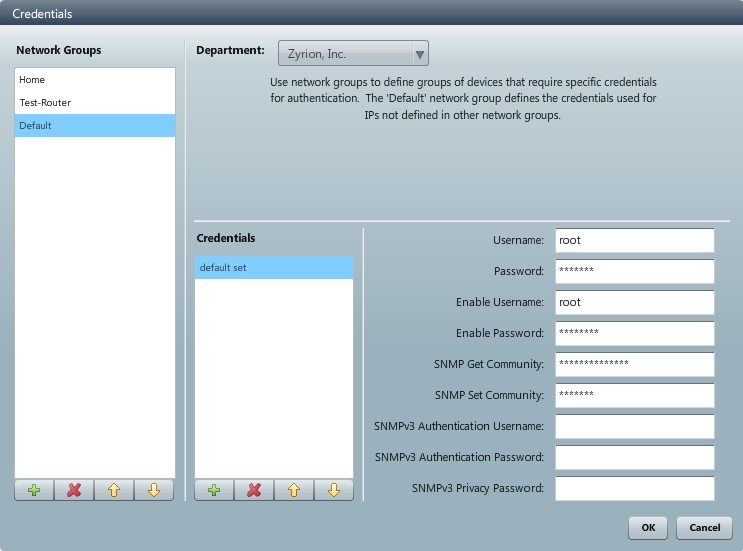 Credentials
Network Groups
Home
Test-Router
Default
Department:
Zyrion, Inc.
Use network groups to define groups of devices that require specific credentials
for authentication. The 'Default' network group defines the credentials used for
IPs not defined in other network groups.
Credentials
default set
Username:
root
Password:
*******
Enable Username:
root
Enable Password:
********
SNMP Get Community:
**************
SNMP Set Community:
*******
SNMPv3 Authentication Username:
SNMPv3 Authentication Password:
SNMPv3 Privacy Password:
OK
Cancel